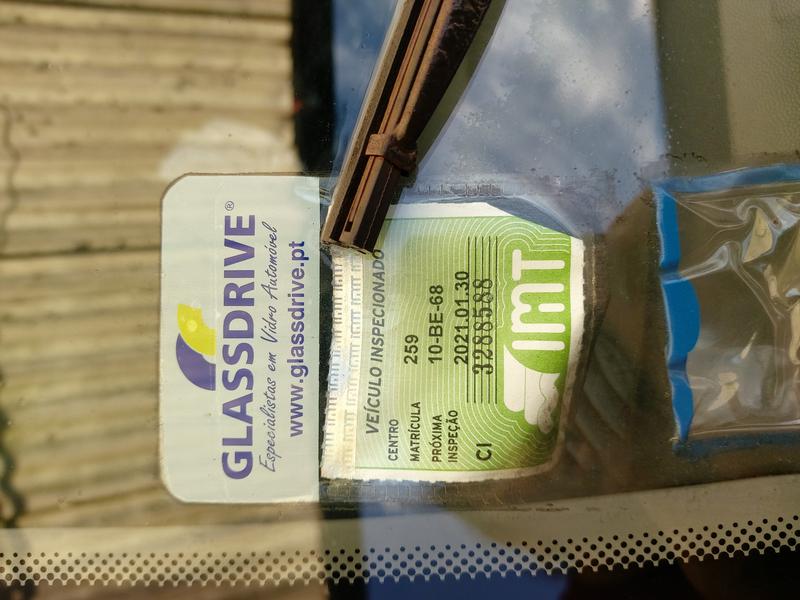 GLASSDRIVE®
Especialistas em Vidro Automóvel
www.glassdrive.pt
VEÍCULO INSPECIONADO
CENTRO 259
MATRÍCULA 10-BE-68
PRÓXIMA
INSPEÇÃO 2021.01.30
CI 3288588
IMT